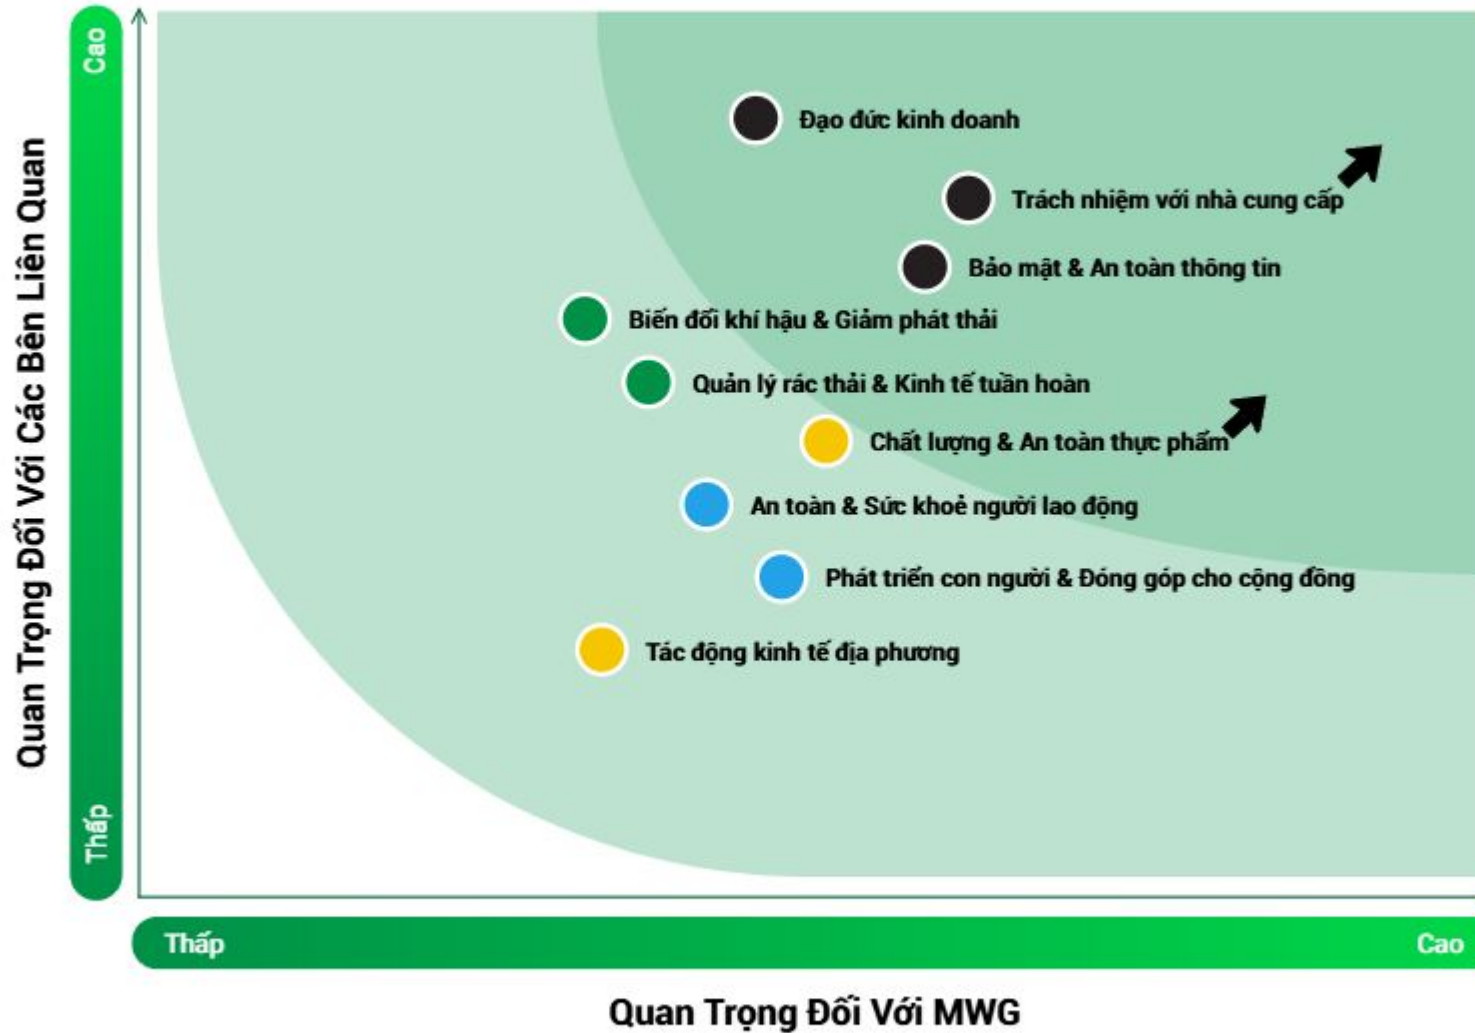 Quan Trọng Đối Với Các Bên Liên Quan
Cao
Thấp
Đạo đức kinh doanh
Trách nhiệm với nhà cung cấp
Bảo mật & An toàn thông tin
Biến đổi khí hậu & Giảm phát thải
Quản lý rác thải & Kinh tế tuần hoàn
Chất lượng & An toàn thực phẩm
An toàn & Sức khoẻ người lao động
Phát triển con người & Đóng góp cho cộng đồng
Tác động kinh tế địa phương
Thấp
Cao
Quan Trọng Đối Với MWG